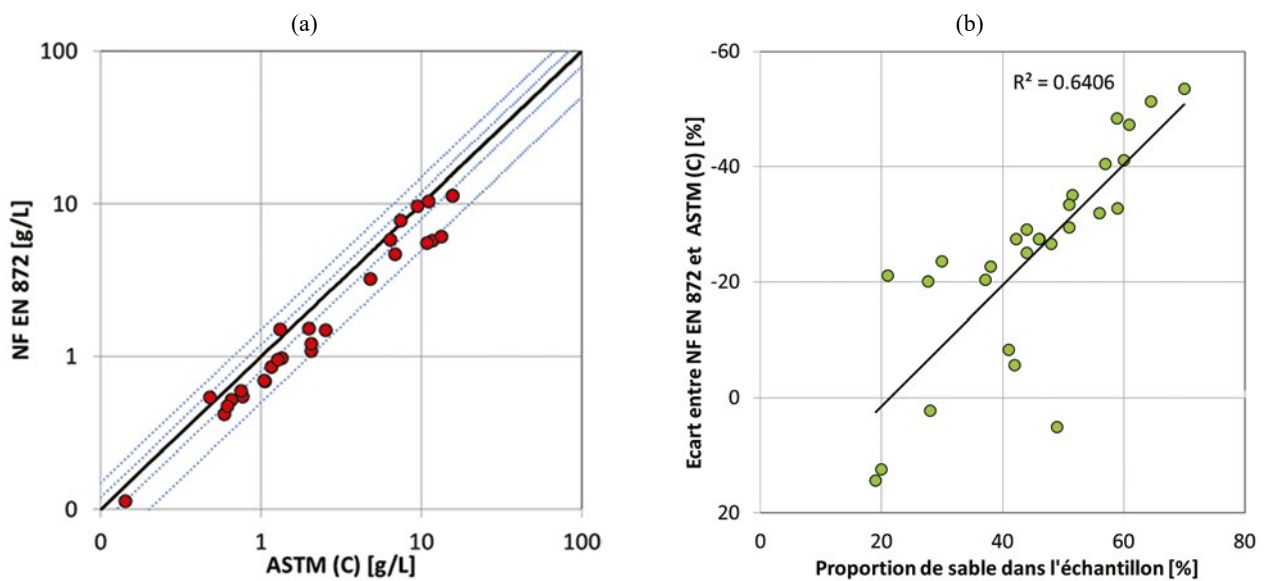 (a)
NF EN 872 [g/L]
100
10
1
0
0 1 10 100
ASTM (C) [g/L]
(b)
Ecart entre NF EN 872 et ASTM (C) [%]
-60
-40
-20
0
20
R² = 0.6406
0 20 40 60 80
Proportion de sable dans l'échantillon [%]